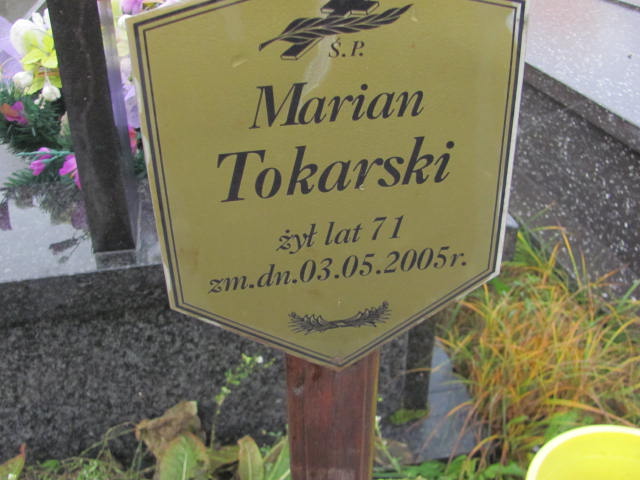 Ś.P.
Marian
Tokarski
żył lat 71
zm.dn.03.05.2005r.